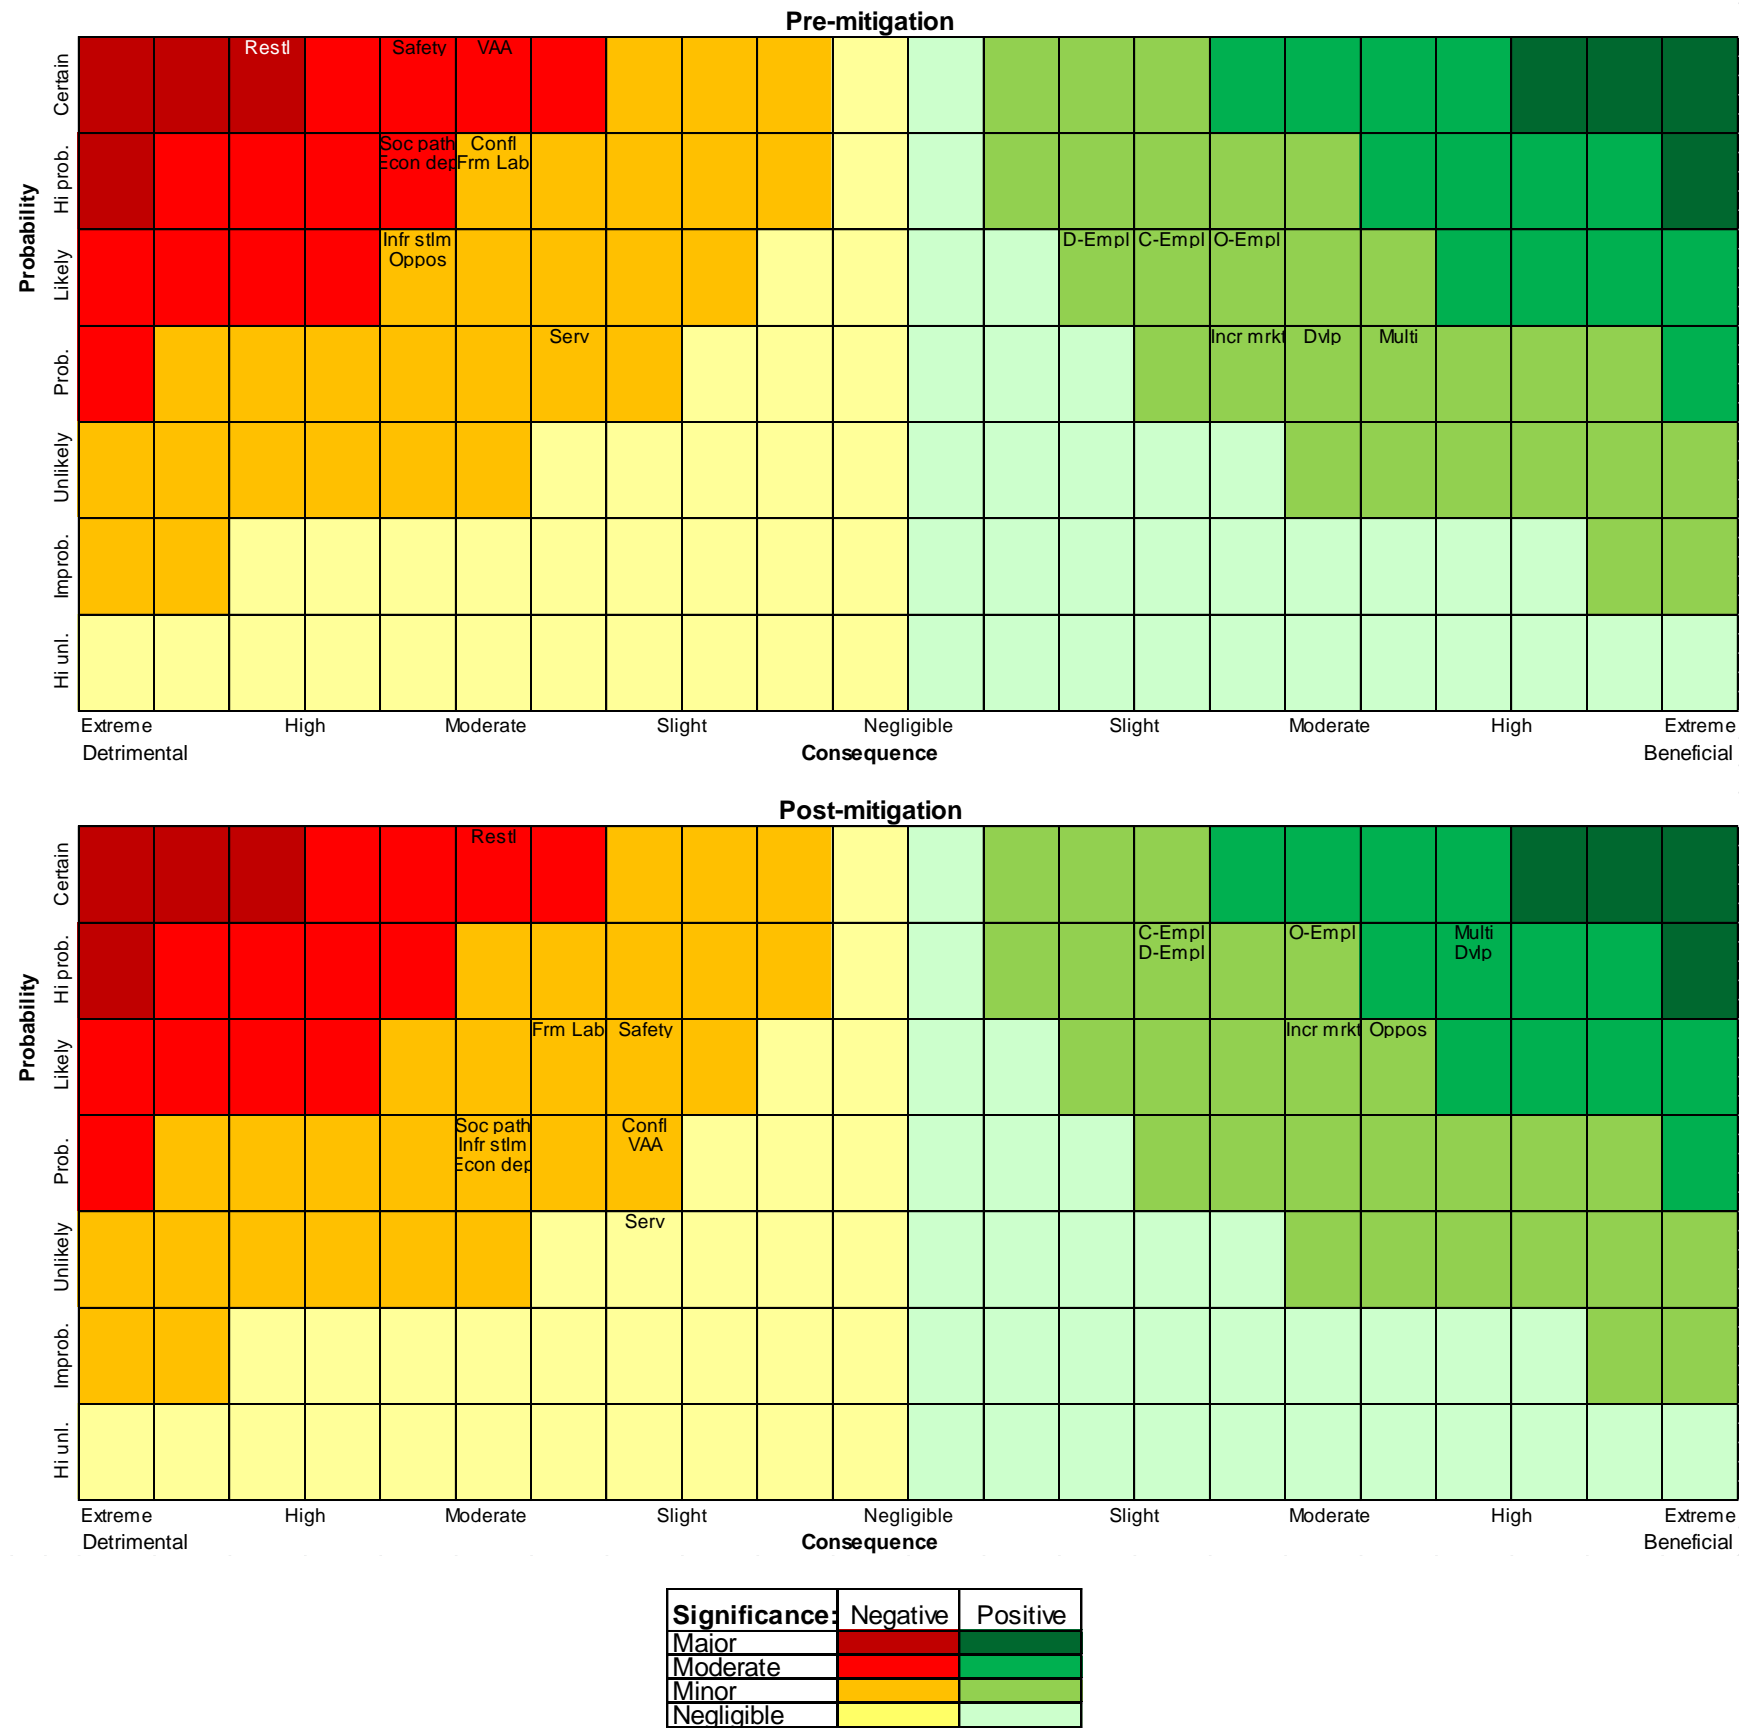 Pre-mitigation
Probability
Certain
Restl
Safety
VAA
Hi prob.
Soc path
Econ dep
Confl
Frm Lab
Likely
Infr stlm
Oppos
D-Empl
C-Empl
O-Empl
Prob.
Serv
Incr mrkt
Dvlp
Multi
Unlikely
Improb.
Hi unl.
Extreme High Moderate Slight Negligible Slight Moderate High Extreme
Detrimental Consequence Beneficial
Post-mitigation
Probability
Certain
Restl
Hi prob.
C-Empl
D-Empl
O-Empl
Multi
Dvlp
Likely
Frm Lab
Safety
Incr mrkt
Oppos
Prob.
Soc path
Infr stlm
Econ dep
Confl
VAA
Unlikely
Serv
Improb.
Hi unl.
Extreme High Moderate Slight Negligible Slight Moderate High Extreme
Detrimental Consequence Beneficial
Significance: Negative Positive
Major
Moderate
Minor
Negligible